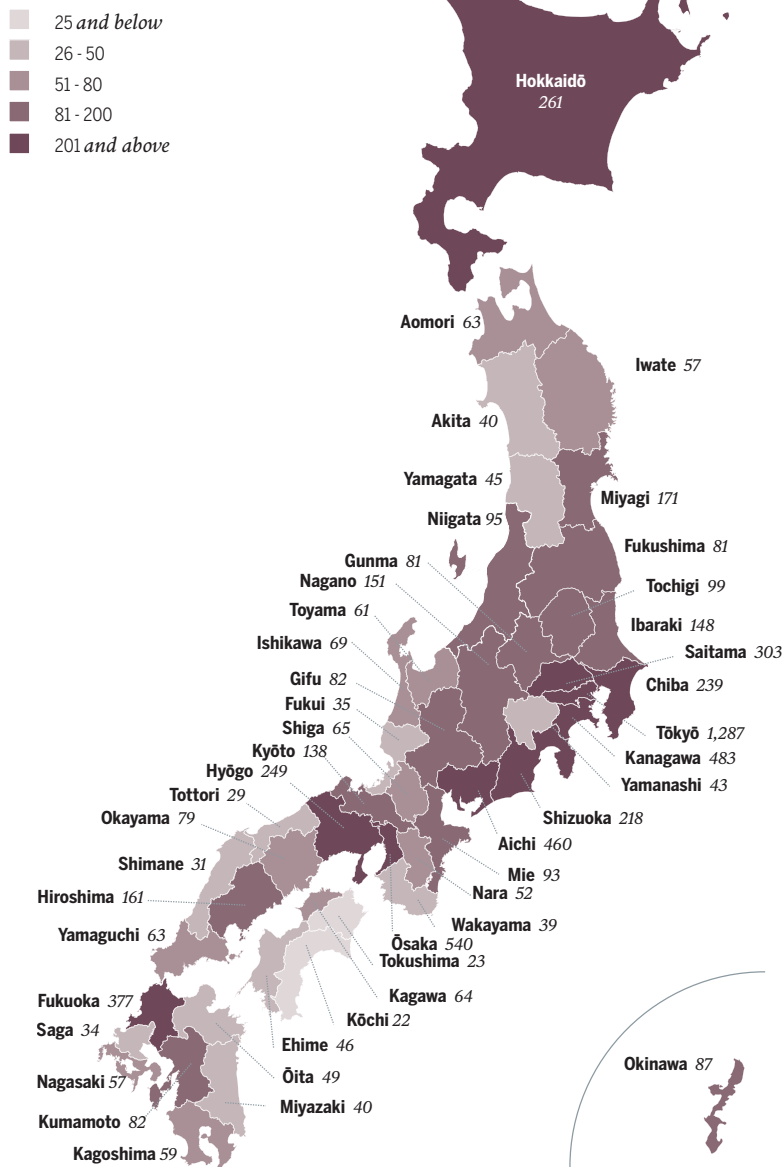 25 and below
26 - 50
51 - 80
81 - 200
201 and above
Hokkaidō
261
Aomori 63
Iwate 57
Akita 40
Yamagata 45
Miyagi 171
Niigata 95
Fukushima 81
Gunma 81
Tochigi 99
Nagano 151
Toyama 61
Ibaraki 148
Ishikawa 69
Saitama 303
Gifu 82
Chiba 239
Fukui 35
Shiga 65
Tōkyō 1,287
Kyōto 138
Kanagawa 483
Hyōgo 249
Yamanashi 43
Tottori 29
Okayama 79
Shizuoka 218
Aichi 460
Shimane 31
Mie 93
Hiroshima 161
Nara 52
Wakayama 39
Yamaguchi 63
Ōsaka 540
Tokushima 23
Fukuoka 377
Kagawa 64
Kōchi 22
Saga 34
Ehime 46
Okinawa 87
Nagasaki 57
Ōita 49
Miyazaki 40
Kumamoto 82
Kagoshima 59